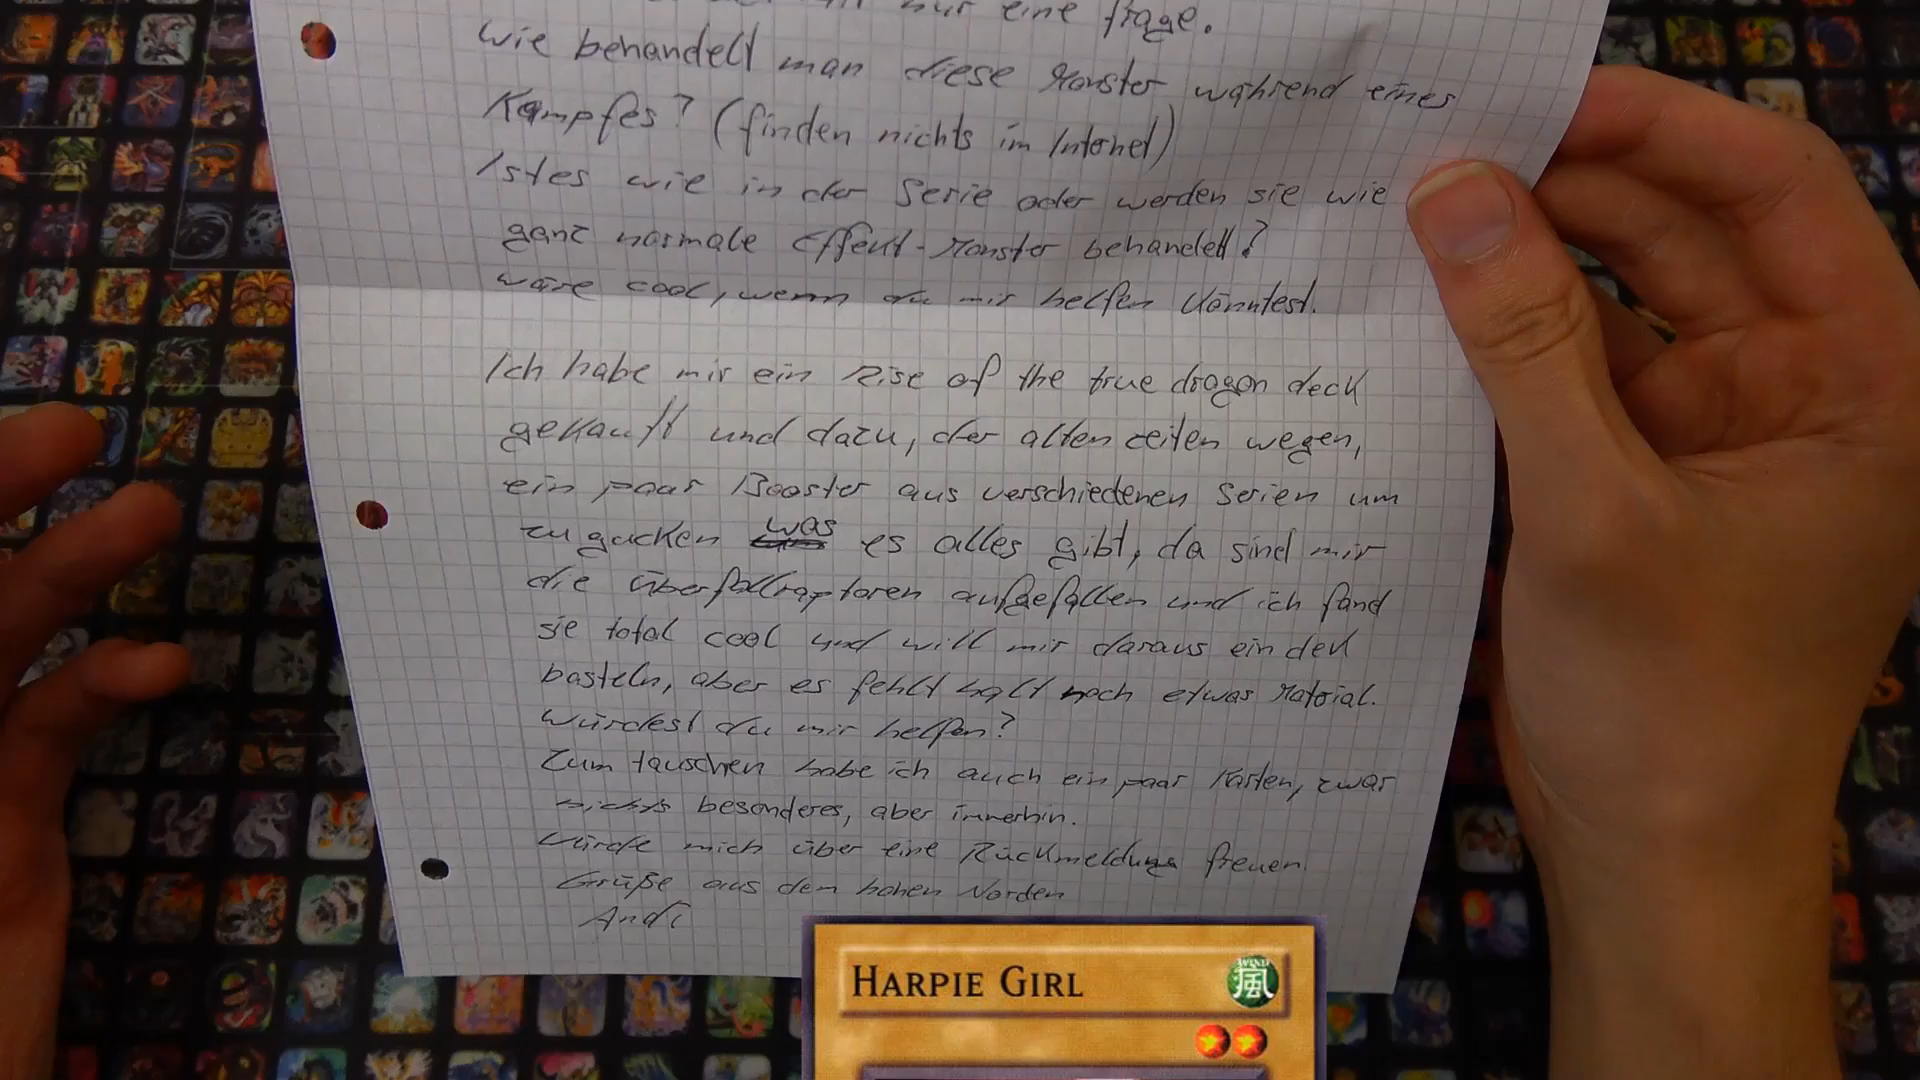 nur eine frage.
Wie behandelt man diese Monster während eines
Kampfes? (finden nichts im Internet)
Ist es wie in der Serie oder werden sie wie
ganz normale Effekt-Monster behandelt?
wäre cool, wenn du mir helfen könntest.
Ich habe mir ein Rise of the true dragon deck
gekauft und dazu, der alten zeiten wegen,
ein paar Booster aus verschiedenen Serien um
zu gucken was es alles gibt, da sind mir
die überfallraptoren aufgefallen und ich fand
sie total cool und will mir daraus ein deck
basteln, aber es fehlt halt noch etwas Material.
Würdest du mir helfen?
Zum tauschen habe ich auch ein paar Karten, zwar
nichts besonderes, aber immerhin.
Würde mich über eine Rückmeldung freuen.
Grüße aus dem hohen Norden
Andi
HARPIE GIRL
WIND
風